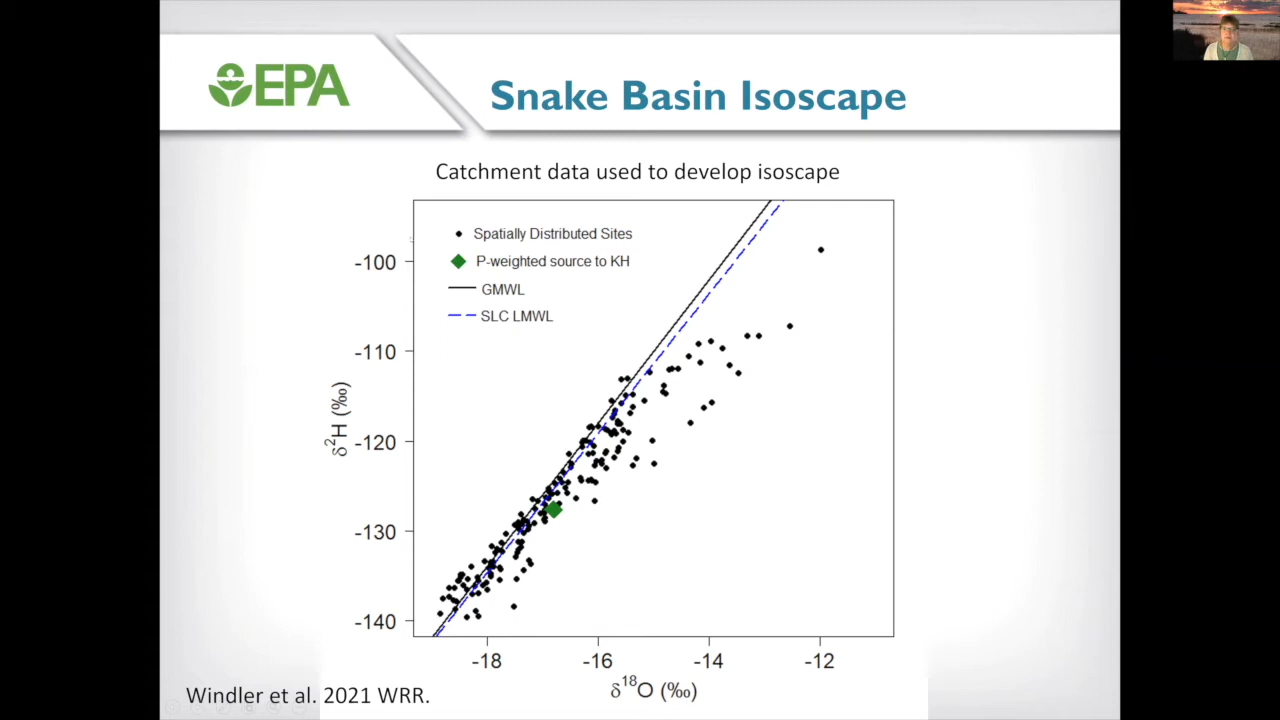 EPA
Snake Basin Isoscape
Catchment data used to develop isoscape
Spatially Distributed Sites
P-weighted source to KH
GMWL
SLC LMWL
-100
-110
-120
-130
-140
δ²H (‰)
-18 -16 -14 -12
δ¹⁸O (‰)
Windler et al. 2021 WRR.